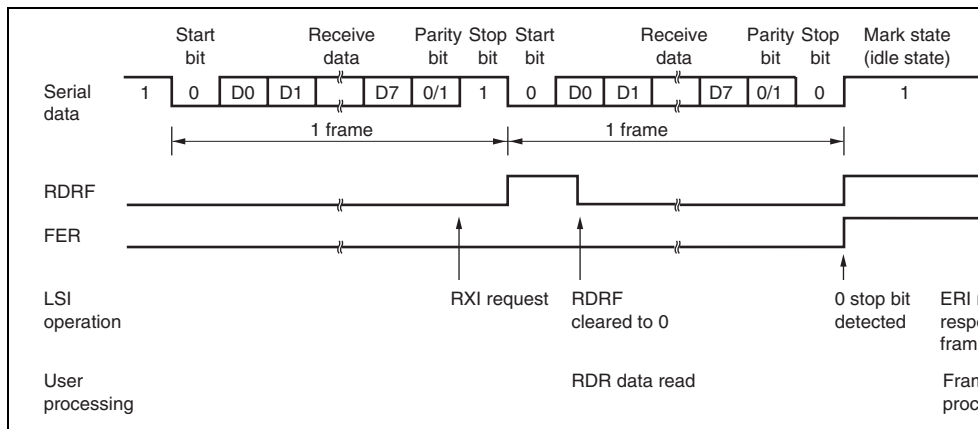 Start bit Receive data Parity bit Stop bit Start bit Receive data Parity bit Stop bit Mark state (idle state)
Serial data 1 0 D0 D1 D7 0/1 1 0 D0 D1 D7 0/1 0 1
1 frame 1 frame
RDRF
FER
LSI operation RXI request RDRF cleared to 0 0 stop bit detected ERI
User processing RDR data read